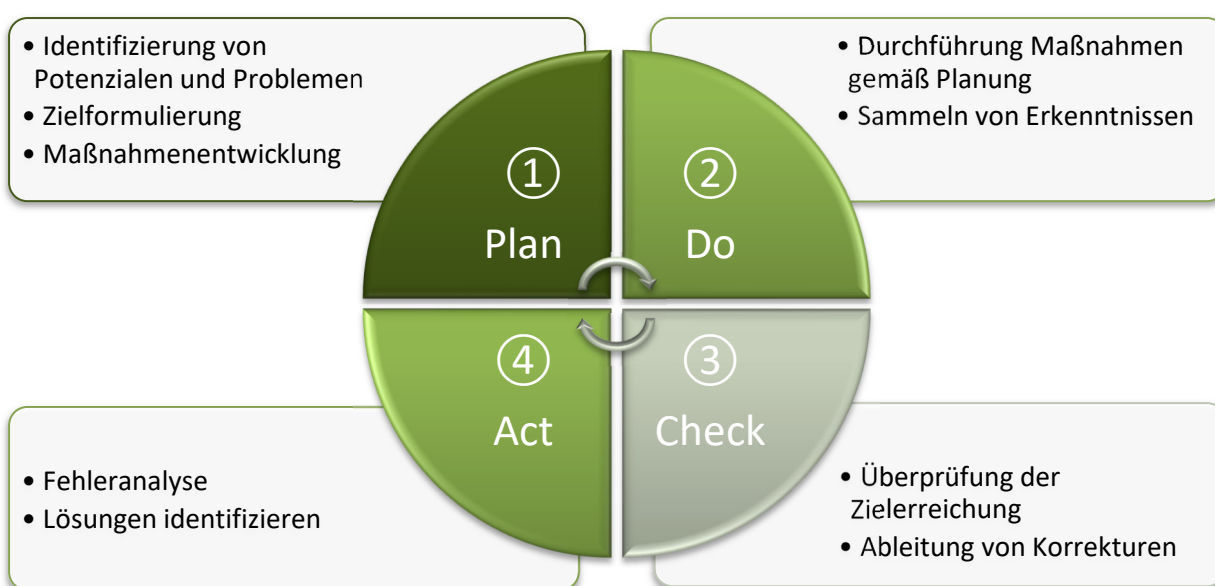 • Identifizierung von
Potenzialen und Problemen
• Zielformulierung
• Maßnahmenentwicklung
• Durchführung Maßnahmen
gemäß Planung
• Sammeln von Erkenntnissen
①
Plan
②
Do
④
Act
③
Check
• Fehleranalyse
• Lösungen identifizieren
• Überprüfung der
Zielerreichung
• Ableitung von Korrekturen